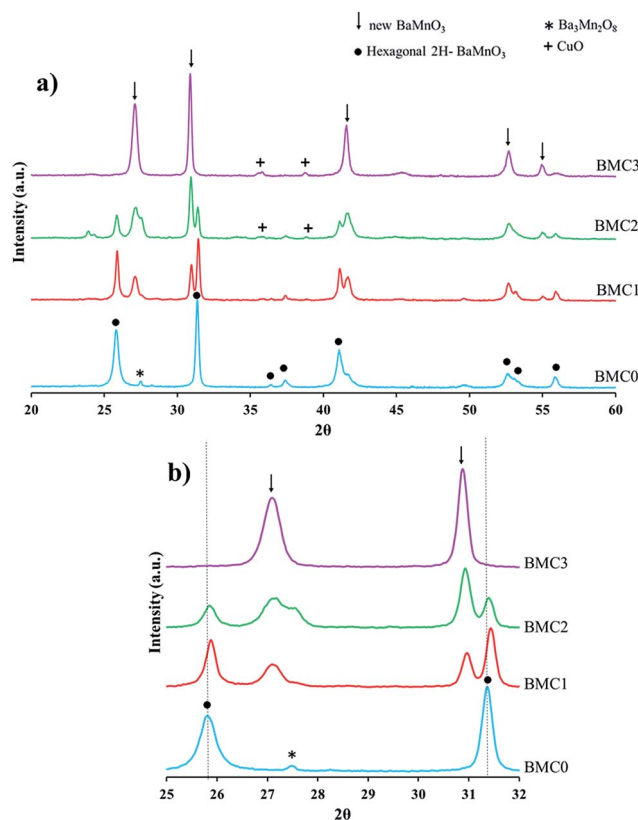 ↓ new BaMnO₃
* Ba₃Mn₂O₈
● Hexagonal 2H- BaMnO₃
+ CuO
a)
Intensity (a.u.)
BMC3
BMC2
BMC1
BMC0
20 25 30 35 40 45 50 55 60
2θ
b)
Intensity (a.u.)
BMC3
BMC2
BMC1
BMC0
25 26 27 28 29 30 31 32
2θ